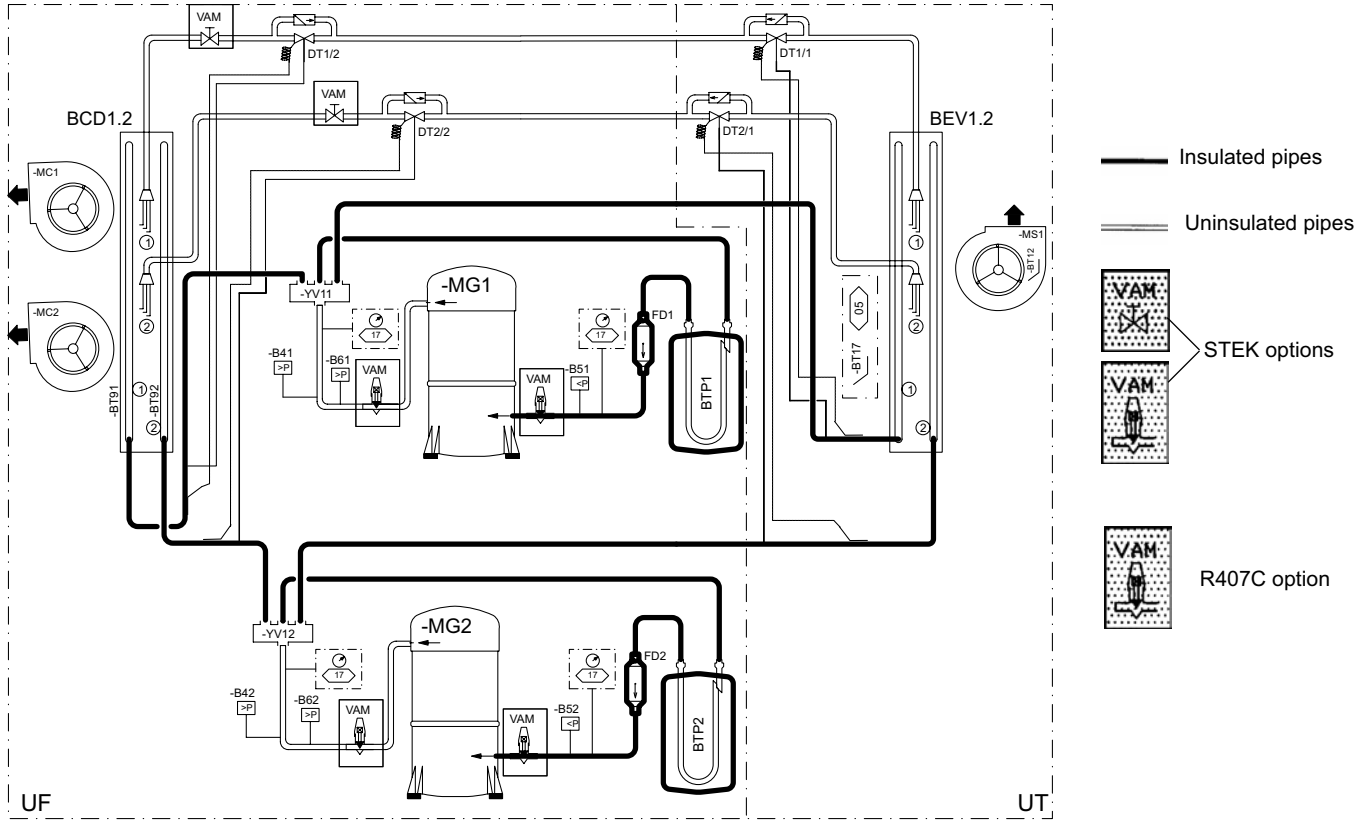 VAM
DT1/2
DT1/1
VAM
BCD1.2
DT2/2
DT2/1
BEV1.2
Insulated pipes
-MC1
Uninsulated pipes
1
-MS1
-BT12
-YV11
-MG1
05
-BT17
2
1
2
VAM
-MC2
17
FD1
17
STEK options
-B41
>P
-B61
>P
VAM
VAM
-B51
<P
BTP1
VAM
1
-BT91
-BT92
2
1
2
VAM
R407C option
-YV12
-MG2
17
17
FD2
-B42
>P
-B62
>P
VAM
VAM
-B52
<P
BTP2
UF
UT